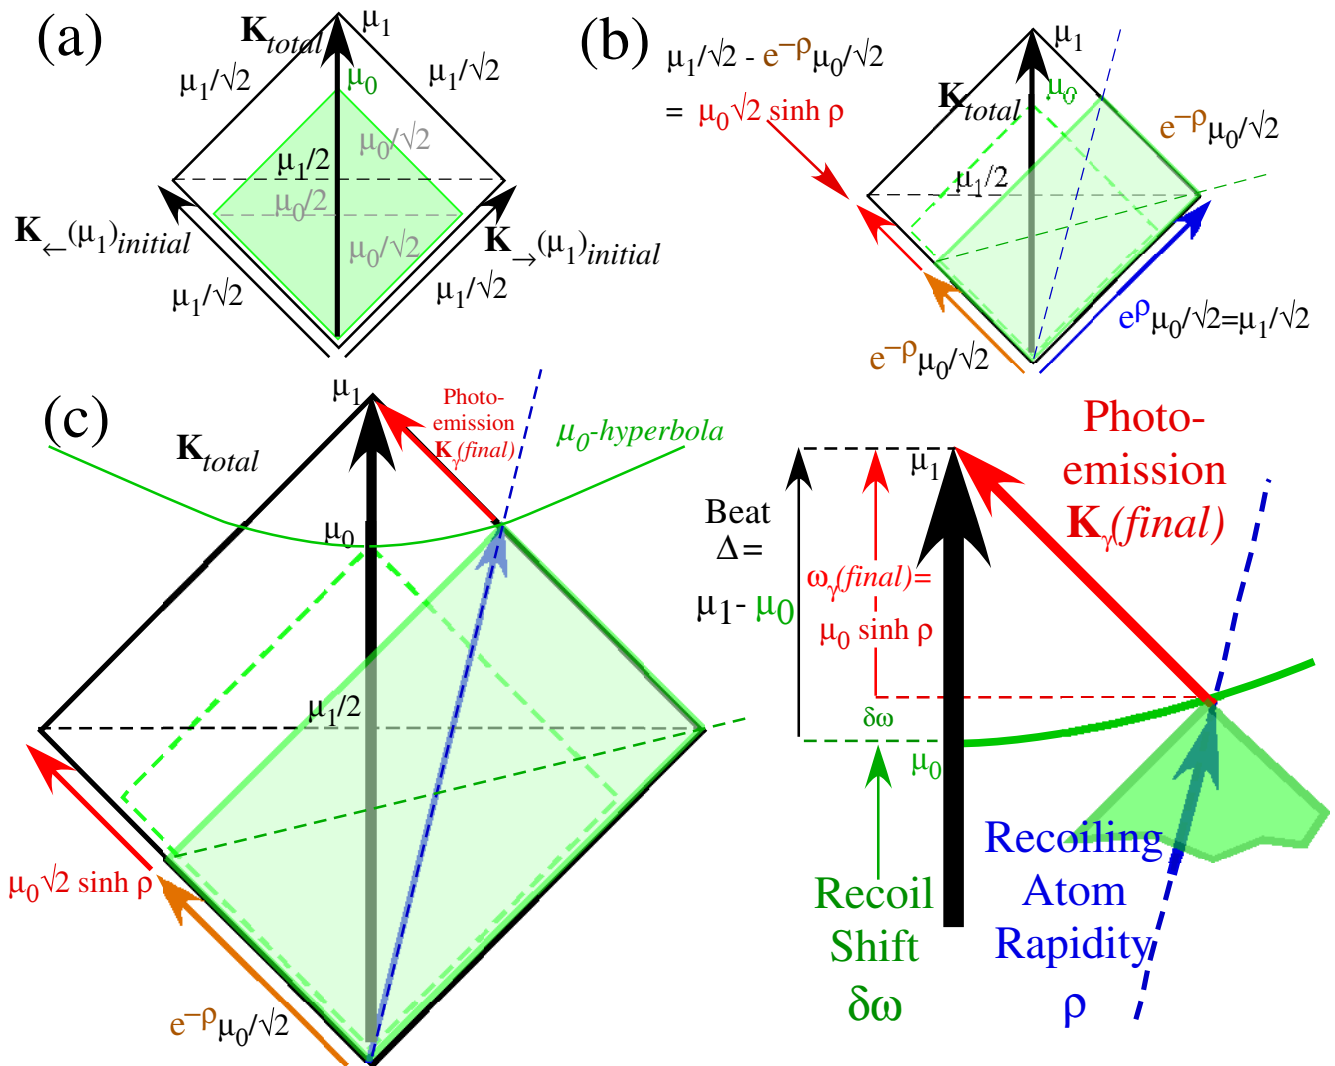 (a)
K_total
μ₁
μ₁/√2
μ₁/√2
μ₀
μ₀/√2
μ₁/2
μ₀/2
K←(μ₁)initial
μ₀/√2
K→(μ₁)initial
μ₁/√2
μ₁/√2
(b)
μ₁/√2 - e^−ρ μ₀/√2
= μ₀√2 sinh ρ
μ₁
K_total
μ₀
e^−ρ μ₀/√2
μ₁/2
e^ρ μ₀/√2=μ₁/√2
e^−ρ μ₀/√2
(c)
μ₁
K_total
Photo-
emission
K_γ(final)
μ₀-hyperbola
μ₀
μ₁/2
μ₀√2 sinh ρ
e^−ρ μ₀/√2
Photo-
emission
K_γ(final)
μ₁
Beat
Δ=
μ₁- μ₀
ω_γ(final)=
μ₀ sinh ρ
δω
μ₀
Recoil
Shift
δω
Recoiling
Atom
Rapidity
ρ